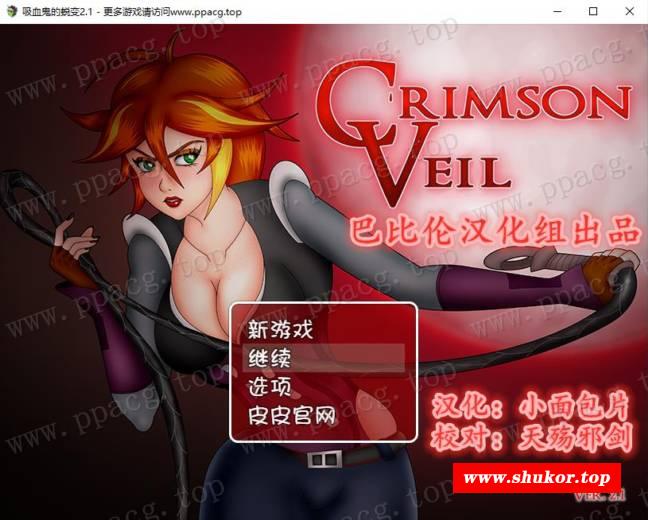 吸血鬼的蜕变2.1 - 更多游戏请访问www.ppacg.top
CRIMSON
VEIL
巴比伦汉化组出品
新游戏
继续
选项
皮皮官网
汉化：小面包片
校对：天殇邪剑
www.shukor.top
VER. 2.1
www.ppacg.top